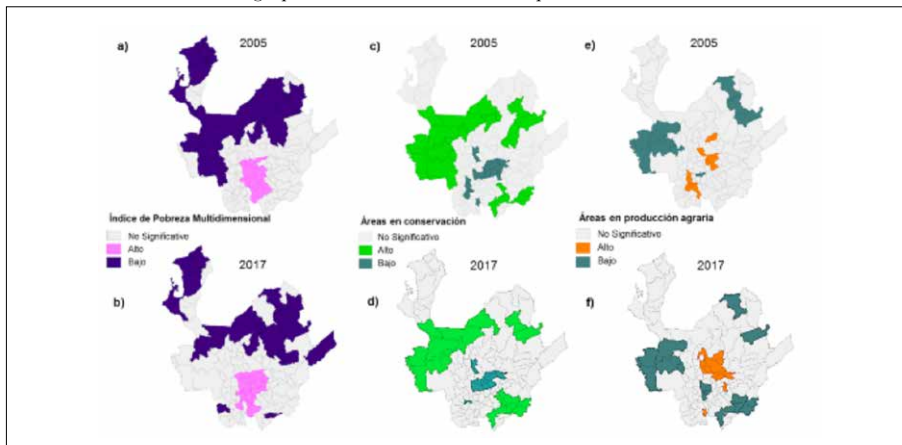 a) 2005 c) 2005 e) 2005
Índice de Pobreza Multidimensional
No Significativo
Alto
Bajo
Áreas en conservación
No Significativo
Alto
Bajo
Áreas en producción agraria
No Significativo
Alto
Bajo
b) 2017 d) 2017 f) 2017